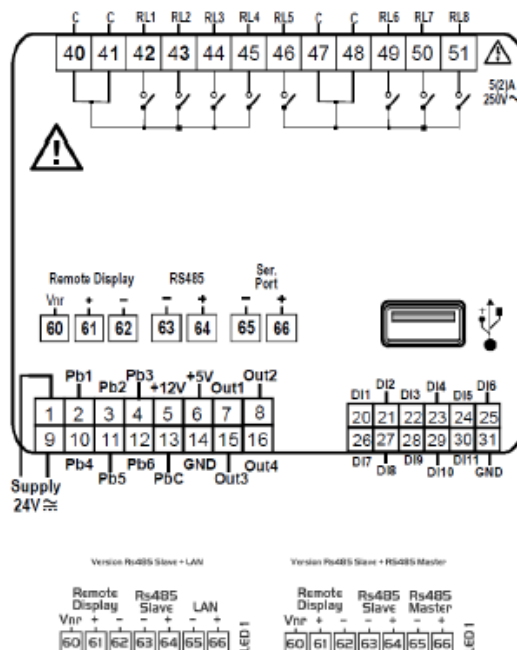 C C RL1 RL2 RL3 RL4 RL5 C C RL6 RL7 RL8
40 41 42 43 44 45 46 47 48 49 50 51
5(2)A
250V~
Remote Display RS485 Ser. Port
Vnr + − − + − +
60 61 62 63 64 65 66
Pb1 Pb3 +5V Out2
Pb2 +12V Out1
1 2 3 4 5 6 7 8
9 10 11 12 13 14 15 16
Pb4 Pb6 GND Out4
Pb5 PbC Out3
Supply
24V≂
DI2 DI4 DI6
DI1 DI3 DI5
20 21 22 23 24 25
26 27 28 29 30 31
DI7 DI9 DI11
DI8 DI10 GND
Version Rs485 Slave + LAN
Remote Rs485
Display Slave LAN
Vnr + − − + − +
60 61 62 63 64 65 66
LED1
Version Rs485 Slave + RS485 Master
Remote Rs485 Rs485
Display Slave Master
Vnr + − − + − +
60 61 62 63 64 65 66
LED1